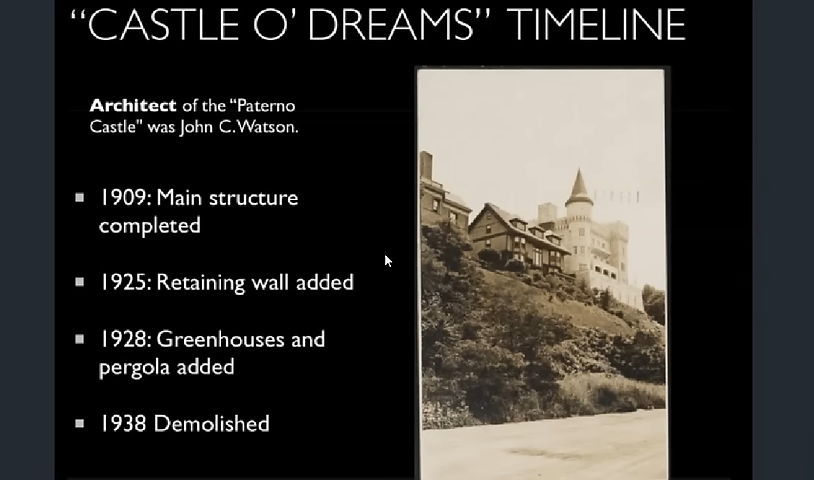 “CASTLE O’ DREAMS” TIMELINE
Architect of the “Paterno
Castle" was John C. Watson.
1909: Main structure
completed
1925: Retaining wall added
1928: Greenhouses and
pergola added
1938 Demolished